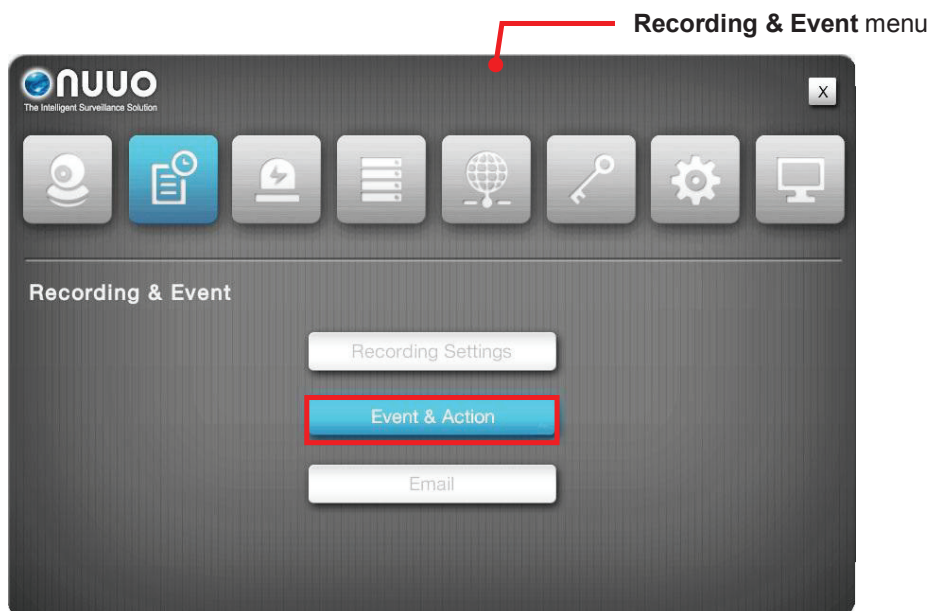 Recording & Event menu
nuuo
The Intelligent Surveillance Solution
X
Recording & Event
Recording Settings
Event & Action
Email